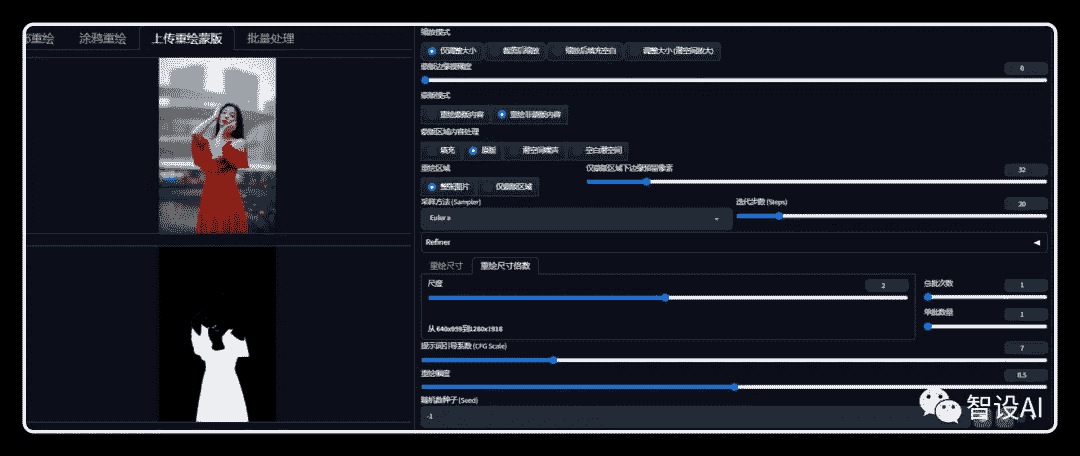 部重绘 涂鸦重绘 上传重绘蒙版 批量处理
缩放模式
仅调整大小 裁剪后缩放 缩放后填充空白 调整大小 (潜空间放大)
蒙版边缘模糊度
0
蒙版模式
重绘蒙版内容 重绘非蒙版内容
蒙版区域内容处理
填充 原版 潜空间噪声 空白潜空间
重绘区域
整张图片 仅蒙版区域
仅蒙版区域下边缘预留像素
32
采样方法 (Sampler)
Euler a
迭代步数 (Steps)
20
Refiner
重绘尺寸 重绘尺寸倍数
尺度
2
从 640x959 到 1280x1918
总批次数
1
单批数量
1
提示词引导系数 (CFG Scale)
7
重绘幅度
0.5
随机数种子 (Seed)
-1
智设AI